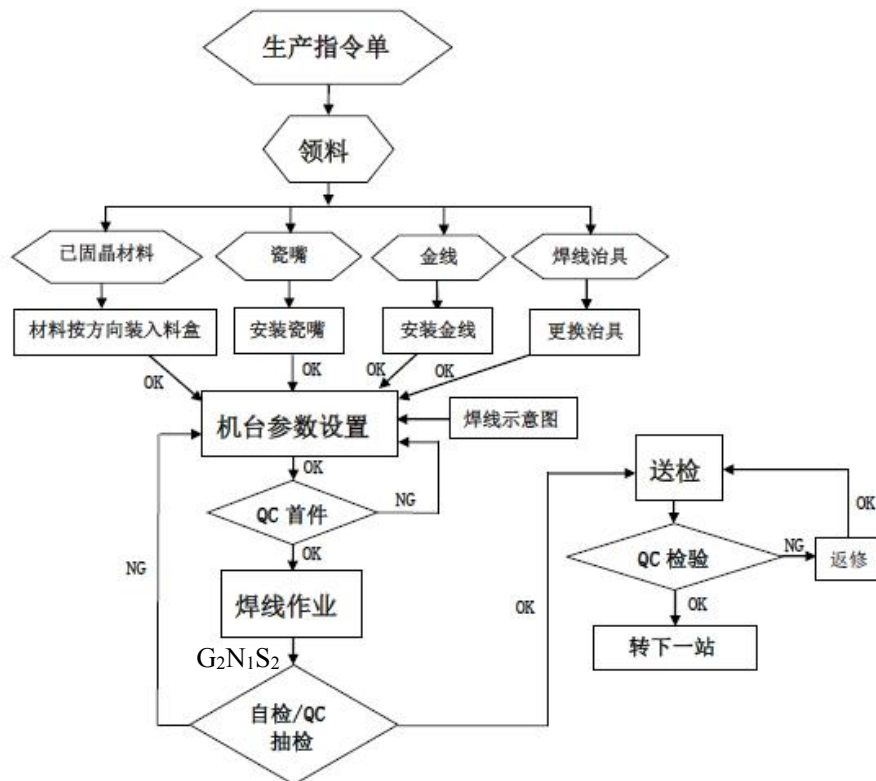 生产指令单
领料
已固晶材料
瓷嘴
金线
焊线治具
材料按方向装入料盒
安装瓷嘴
安装金线
更换治具
OK
OK
OK
OK
机台参数设置
焊线示意图
OK
QC 首件
NG
OK
焊线作业
NG
G₂N₁S₂
自检/QC
抽检
OK
送检
OK
QC 检验
NG
返修
OK
转下一站